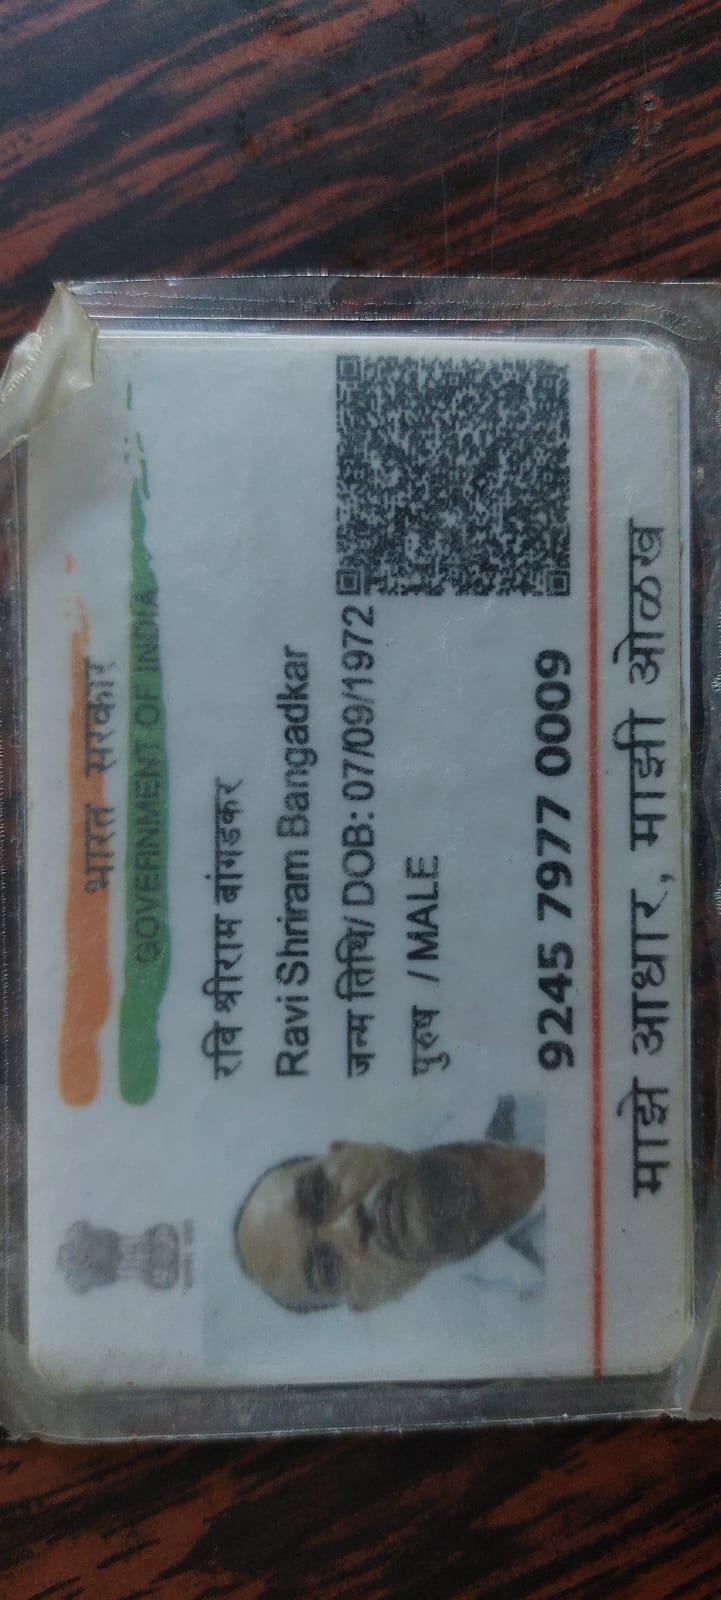 भारत सरकार
GOVERNMENT OF INDIA
रवि श्रीराम बांगडकर
Ravi Shriram Bangadkar
जन्म तिथि/ DOB: 07/09/1972
पुरुष / MALE
9245 7977 0009
माझे आधार, माझी ओळख